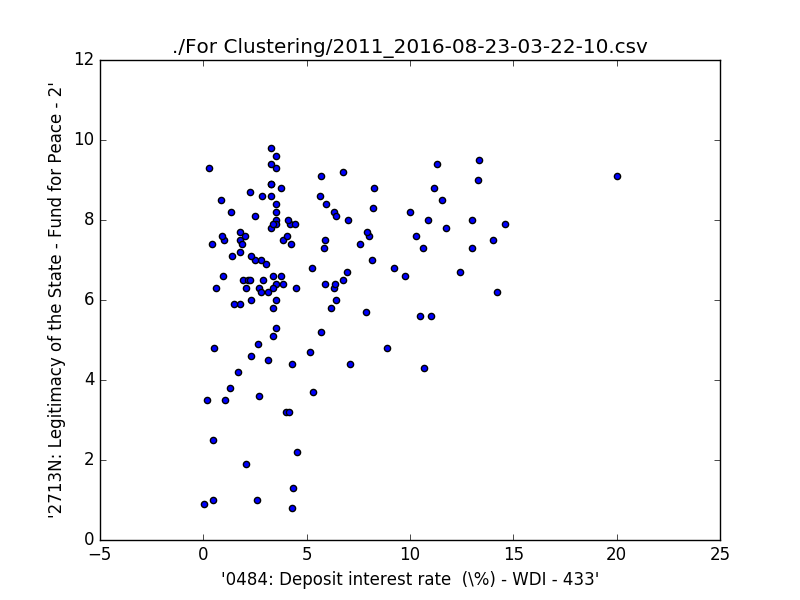 ./For Clustering/2011_2016-08-23-03-22-10.csv
'2713N: Legitimacy of the State - Fund for Peace - 2'
12
10
8
6
4
2
0
−5 0 5 10 15 20 25
'0484: Deposit interest rate (\%) - WDI - 433'